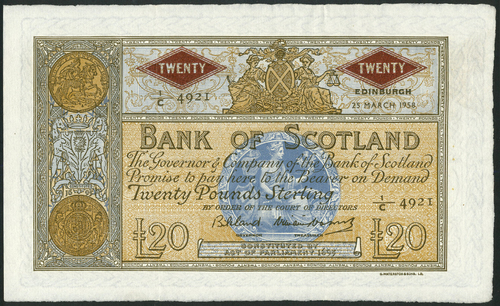 TWENTY TWENTY
EDINBURGH
1/C 4921 25 MARCH 1958
BANK OF SCOTLAND
The Governor & Company of the Bank of Scotland
Promise to pay here to the Bearer on Demand
Twenty Pounds Sterling
1/C 4921
BY ORDER OF THE COURT OF DIRECTORS
£20 £20
CONSTITUTED BY
ACT OF PARLIAMENT 1695